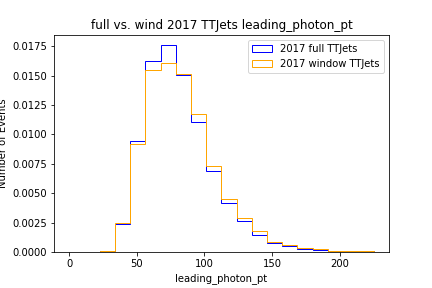 full vs. wind 2017 TTJets leading_photon_pt
2017 full TTJets
2017 window TTJets
Number of Events
0.0175
0.0150
0.0125
0.0100
0.0075
0.0050
0.0025
0.0000
0
50
100
150
200
leading_photon_pt